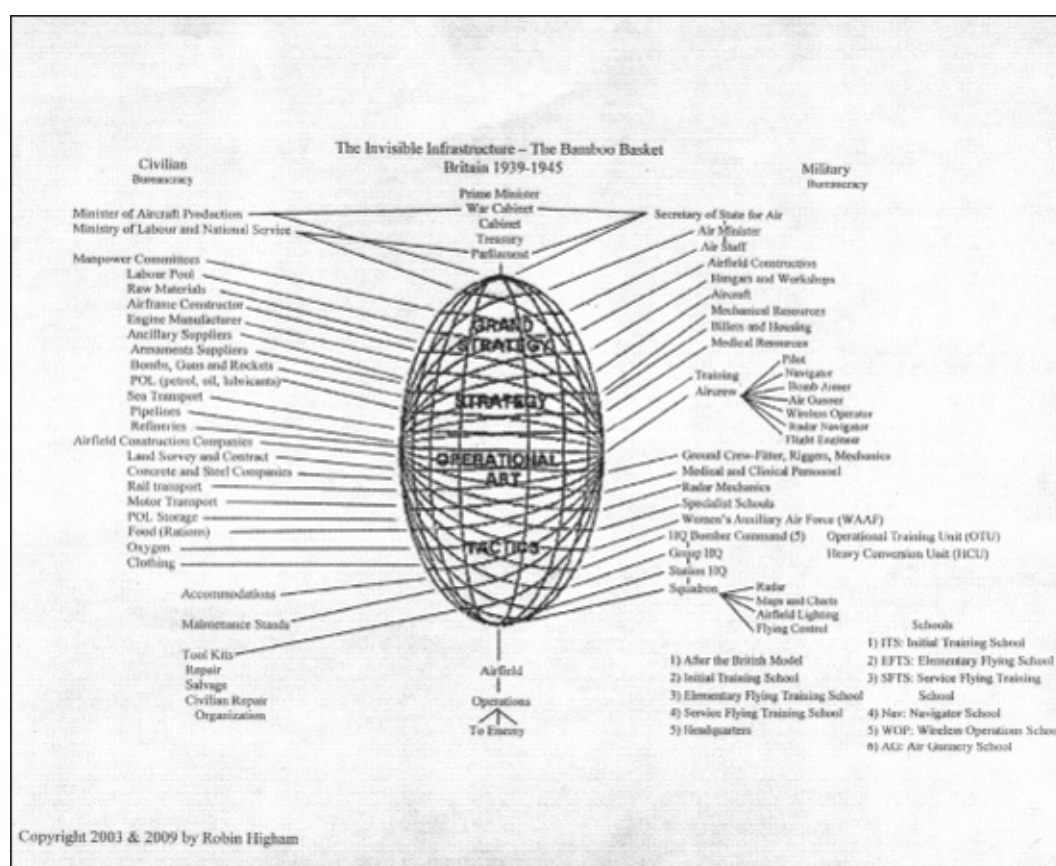 The Invisible Infrastructure – The Bamboo Basket
Britain 1939-1945
Civilian
Bureaucracy
Military
Bureaucracy
Prime Minister
War Cabinet
Cabinet
Treasury
Parliament
Minister of Aircraft Production
Ministry of Labour and National Service
Manpower Committees
Labour Pool
Raw Materials
Airframe Constructor
Engine Manufacturer
Ancillary Suppliers
Armaments Suppliers
Bombs, Guns and Rockets
POL (petrol, oil, lubricants)
Sea Transport
Pipelines
Refineries
Airfield Construction Companies
Land Survey and Contract
Concrete and Steel Companies
Rail transport
Motor Transport
POL Storage
Food (Rations)
Oxygen
Clothing
Accommodations
Maintenance Stands
Tool Kits
Repair
Salvage
Civilian Repair
Organization
GRAND
STRATEGY
STRATEGY
OPERATIONAL
ART
TACTICS
Airfield
Operations
To Enemy
Secretary of State for Air
Air Minister
Air Staff
Airfield Construction
Hangars and Workshops
Aircraft
Mechanical Resources
Billets and Housing
Medical Resources
Training
Aircrew
Pilot
Navigator
Bomb Aimer
Air Gunner
Wireless Operator
Radar Navigator
Flight Engineer
Ground Crew-Fitter, Riggers, Mechanics
Medical and Clinical Personnel
Radar Mechanics
Specialist Schools
Women's Auxiliary Air Force (WAAF)
HQ Bomber Command (5)
Operational Training Unit (OTU)
Group HQ
Heavy Conversion Unit (HCU)
Station HQ
Squadron
Radar
Maps and Charts
Airfield Lighting
Flying Control
1) After the British Model
2) Initial Training School
3) Elementary Flying Training School
4) Service Flying Training School
5) Headquarters
Schools
1) ITS: Initial Training School
2) EFTS: Elementary Flying School
3) SFTS: Service Flying Training
School
4) Nav: Navigator School
5) WOP: Wireless Operations Schoo
6) AG: Air Gunnery School
Copyright 2003 & 2009 by Robin Higham